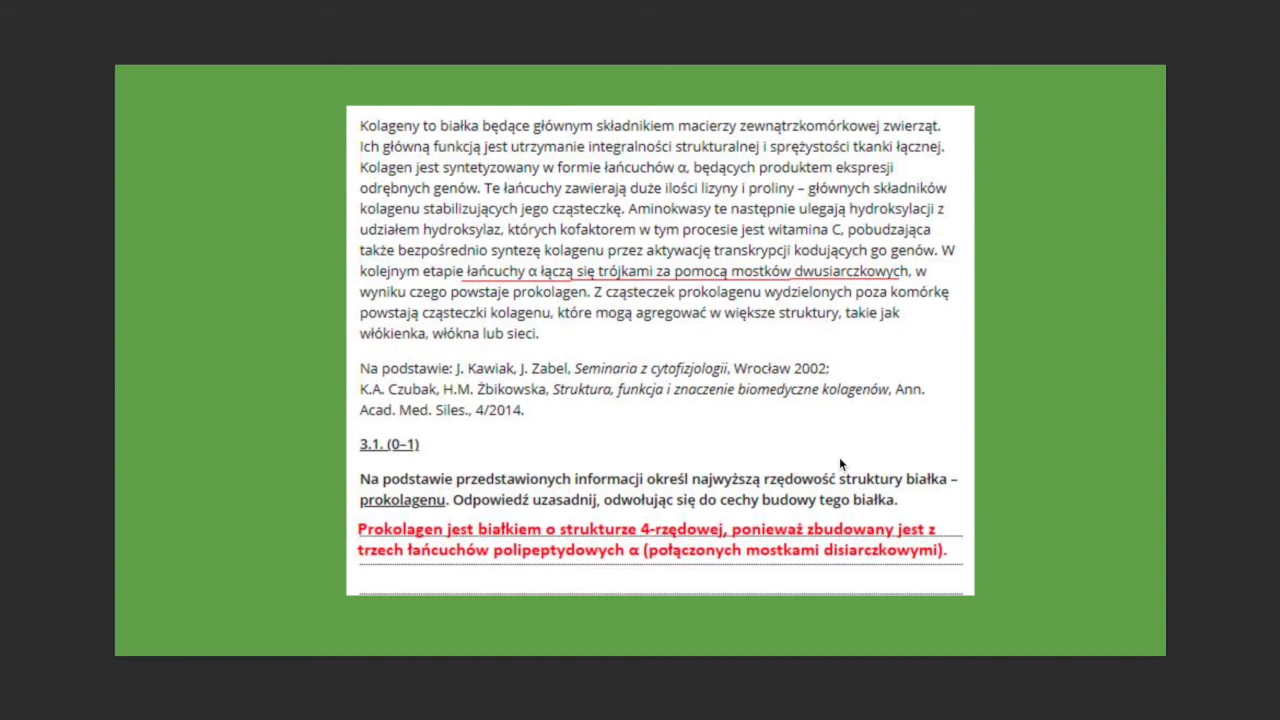 Kolageny to białka będące głównym składnikiem macierzy zewnątrzkomórkowej zwierząt.
Ich główną funkcją jest utrzymanie integralności strukturalnej i sprężystości tkanki łącznej.
Kolagen jest syntetyzowany w formie łańcuchów α, będących produktem ekspresji
odrębnych genów. Te łańcuchy zawierają duże ilości lizyny i proliny – głównych składników
kolagenu stabilizujących jego cząsteczkę. Aminokwasy te następnie ulegają hydroksylacji z
udziałem hydroksylaz, których kofaktorem w tym procesie jest witamina C, pobudzająca
także bezpośrednio syntezę kolagenu przez aktywację transkrypcji kodujących go genów. W
kolejnym etapie łańcuchy α łączą się trójkami za pomocą mostków dwusiarczkowych, w
wyniku czego powstaje prokolagen. Z cząsteczek prokolagenu wydzielonych poza komórkę
powstają cząsteczki kolagenu, które mogą agregować w większe struktury, takie jak
włókienka, włókna lub sieci.
Na podstawie: J. Kawiak, J. Zabel, Seminaria z cytofizjologii, Wrocław 2002;
K.A. Czubak, H.M. Żbikowska, Struktura, funkcja i znaczenie biomedyczne kolagenów, Ann.
Acad. Med. Siles., 4/2014.
3.1. (0–1)
Na podstawie przedstawionych informacji określ najwyższą rzędowość struktury białka –
prokolagenu. Odpowiedź uzasadnij, odwołując się do cechy budowy tego białka.
Prokolagen jest białkiem o strukturze 4-rzędowej, ponieważ zbudowany jest z
trzech łańcuchów polipeptydowych α (połączonych mostkami disiarczkowymi).